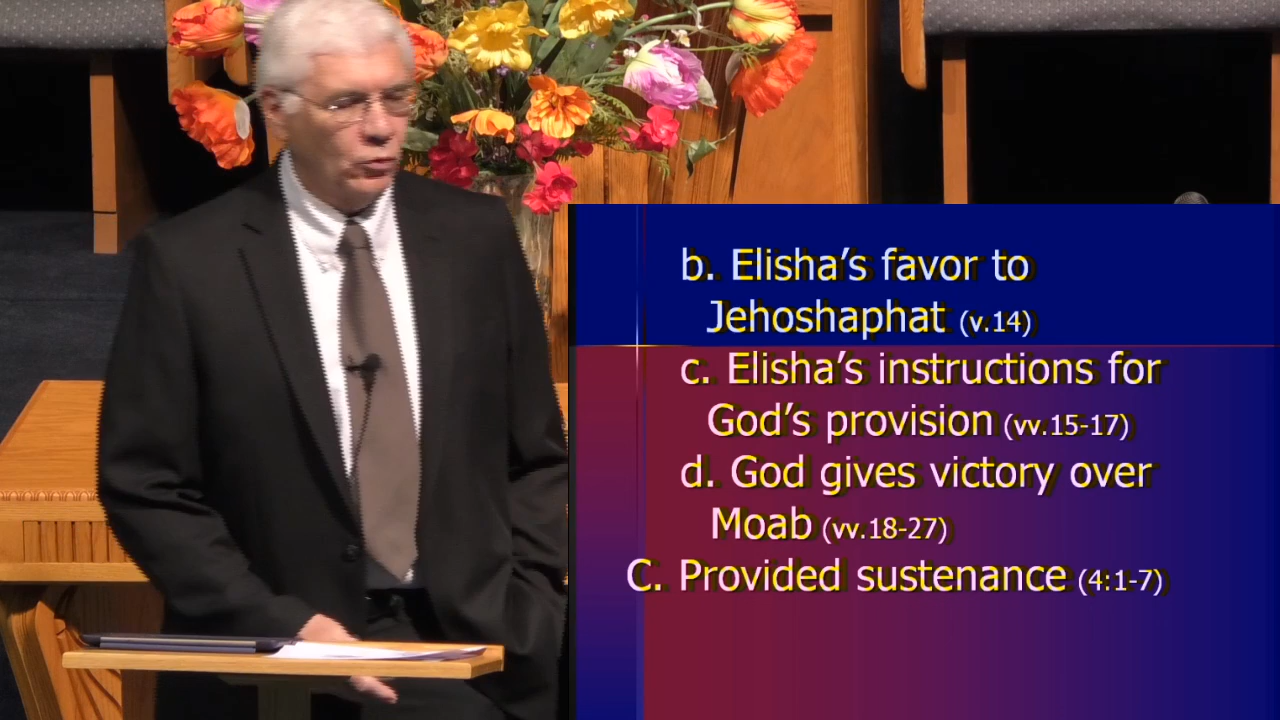 b. Elisha’s favor to
Jehoshaphat (v.14)
c. Elisha’s instructions for
God’s provision (vv.15-17)
d. God gives victory over
Moab (vv.18-27)
C. Provided sustenance (4:1-7)